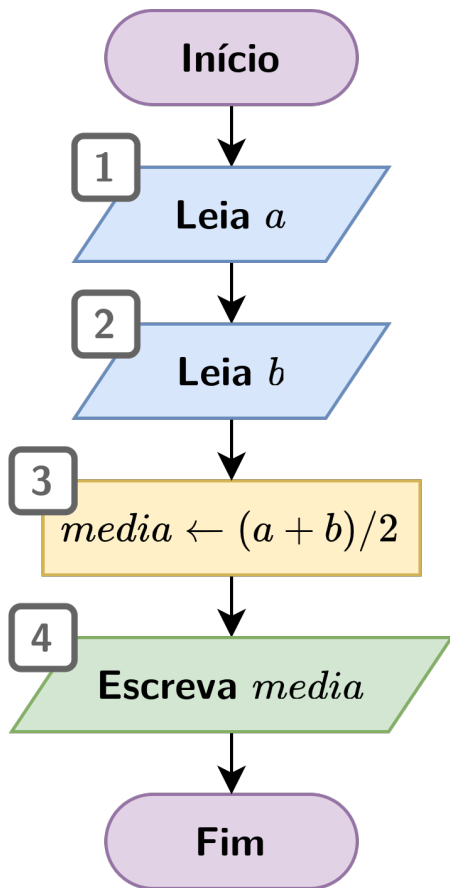 Início
1
Leia a
2
Leia b
3
media ← (a + b)/2
4
Escreva media
Fim